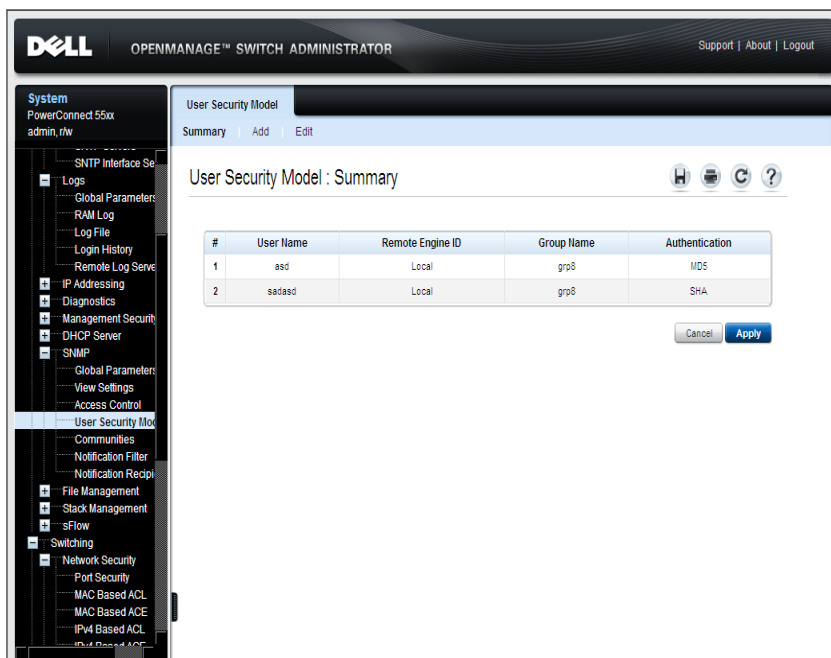 DELL OPENMANAGE™ SWITCH ADMINISTRATOR Support | About | Logout
System
PowerConnect 55xx
admin, r/w
SNTP Interface Se
Logs
Global Parameters
RAM Log
Log File
Login History
Remote Log Serve
IP Addressing
Diagnostics
Management Security
DHCP Server
SNMP
Global Parameters
View Settings
Access Control
User Security Mod
Communities
Notification Filter
Notification Recipi
File Management
Stack Management
sFlow
Switching
Network Security
Port Security
MAC Based ACL
MAC Based ACE
IPv4 Based ACL
IPv4 Based ACE
User Security Model
Summary Add Edit
User Security Model : Summary
# User Name Remote Engine ID Group Name Authentication
1 asd Local grp8 MD5
2 sadasd Local grp8 SHA
Cancel Apply